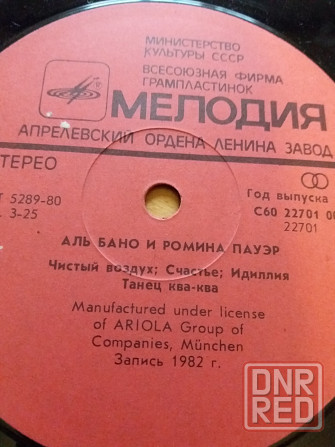 МИНИСТЕРСТВО
КУЛЬТУРЫ СССР
ВСЕСОЮЗНАЯ ФИРМА
ГРАМПЛАСТИНОК
МЕЛОДИЯ
АПРЕЛЕВСКИЙ ОРДЕНА ЛЕНИНА ЗАВОД
ТЕРЕО
5289-80
3-25
Год выпуска
С60 22701 00
22701
АЛЬ БАНО И РОМИНА ПАУЭР
Чистый воздух; Счастье; Идиллия
Танец ква-ква
Manufactured under license
of ARIOLA Group of
Companies, München
Запись 1982 г.
DNR
RED